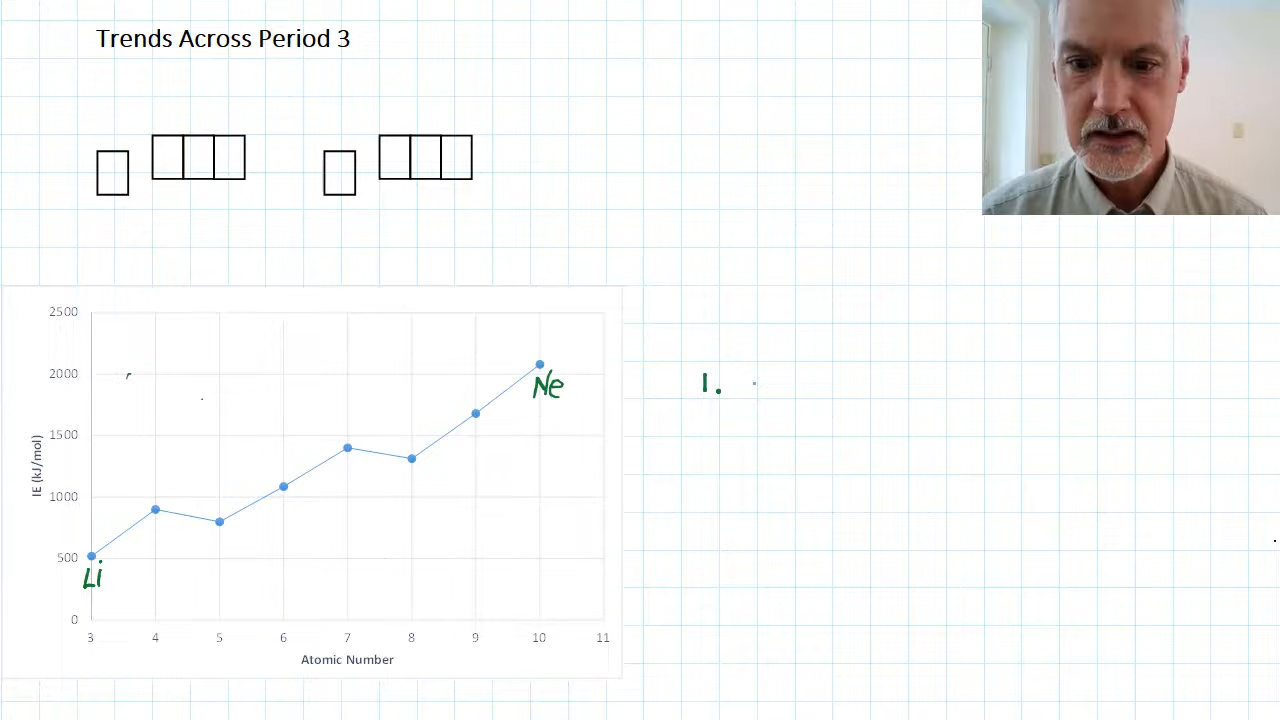 Trends Across Period 3
2500
2000
1500
1000
500
0
IE (kJ/mol)
Li
Ne
3 4 5 6 7 8 9 10 11
Atomic Number
1.